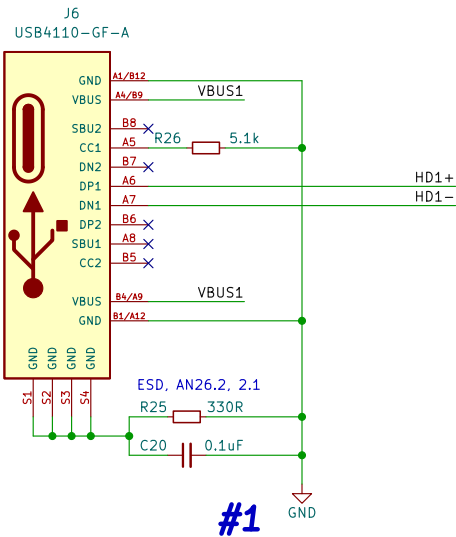 J6
USB4110-GF-A
GND A1/B12
VBUS A4/B9 VBUS1
SBU2 B8
CC1 A5 R26 5.1k
DN2 B7
DP1 A6 HD1+
DN1 A7 HD1-
DP2 B6
SBU1 A8
CC2 B5
VBUS B4/A9 VBUS1
GND B1/A12
GND GND GND GND
S1 S2 S3 S4
ESD, AN26.2, 2.1
R25 330R
C20 0.1uF
#1
GND